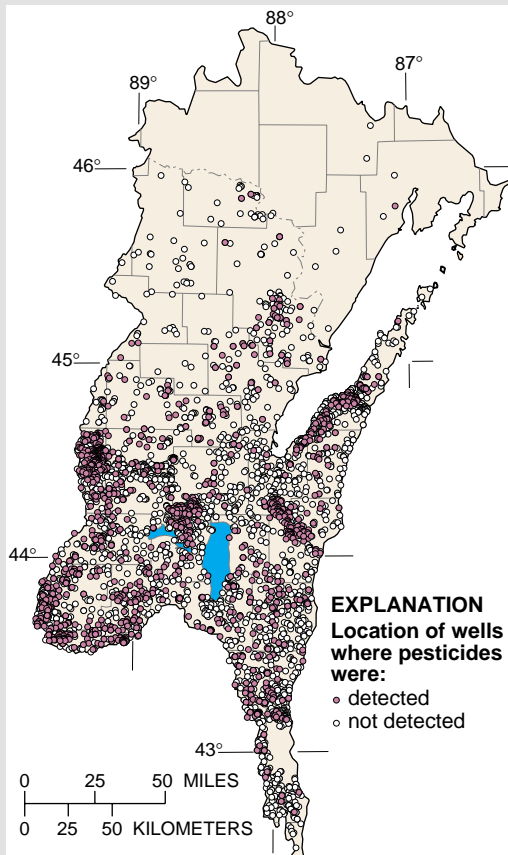 88°
87°
89°
46°
45°
44°
EXPLANATION
Location of wells
where pesticides
were:
detected
not detected
43°
0 25 50 MILES
0 25 50 KILOMETERS